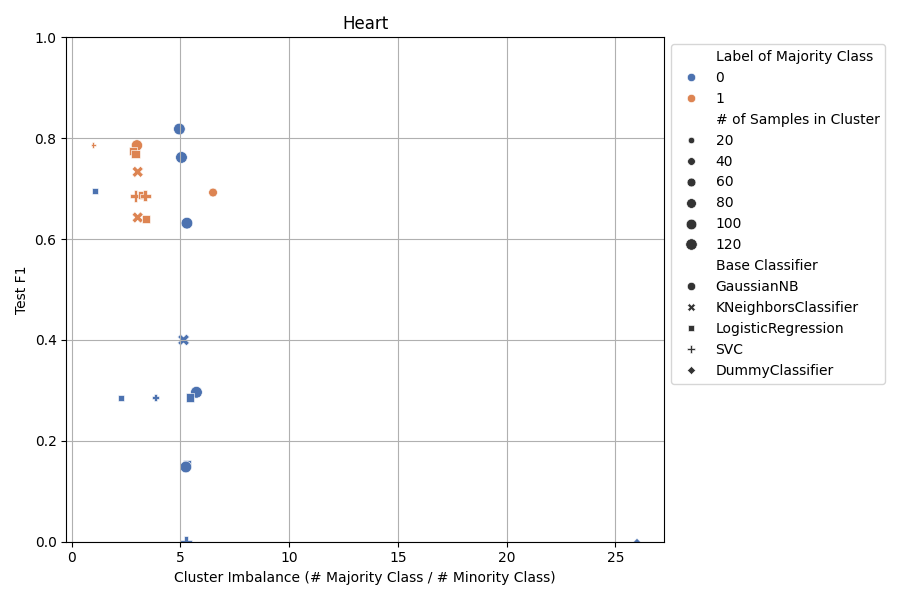 Heart
1.0
0.8
0.6
0.4
0.2
0.0
Test F1
0
5
10
15
20
25
Cluster Imbalance (# Majority Class / # Minority Class)
Label of Majority Class
0
1
# of Samples in Cluster
20
40
60
80
100
120
Base Classifier
GaussianNB
KNeighborsClassifier
LogisticRegression
SVC
DummyClassifier